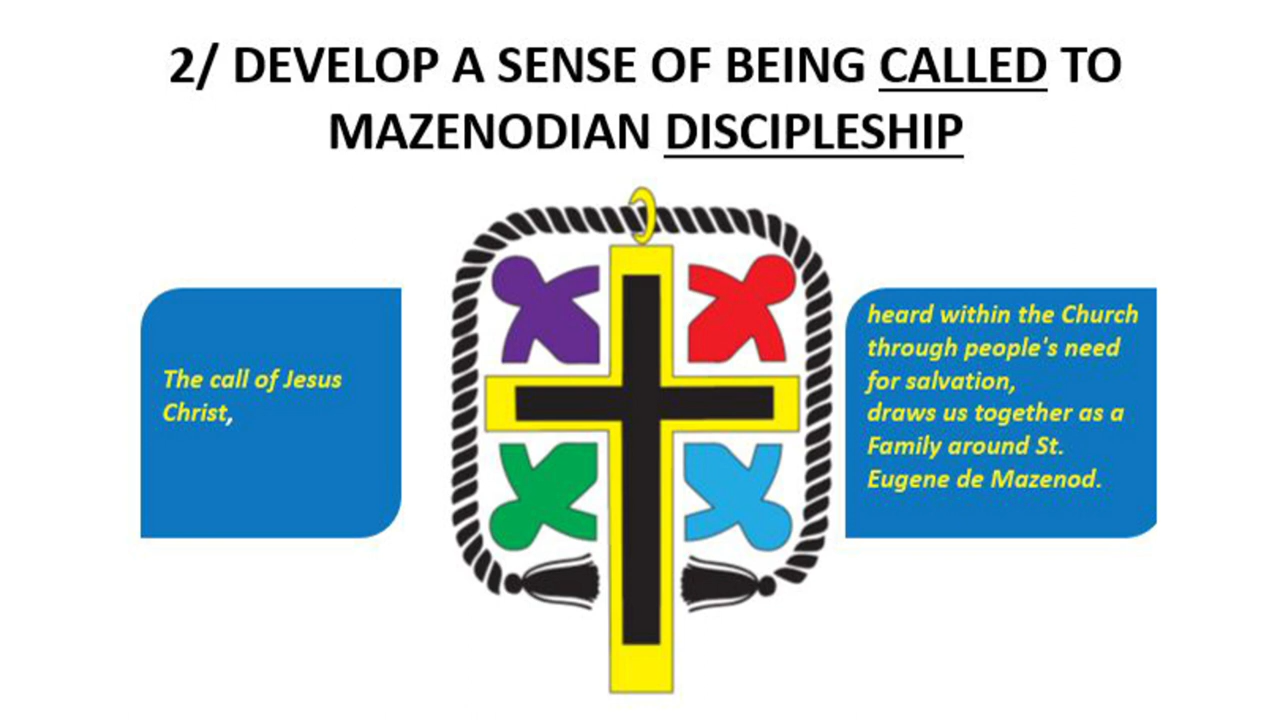 2/ DEVELOP A SENSE OF BEING CALLED TO
MAZENODIAN DISCIPLESHIP
The call of Jesus
Christ,
heard within the Church
through people's need
for salvation,
draws us together as a
Family around St.
Eugene de Mazenod.